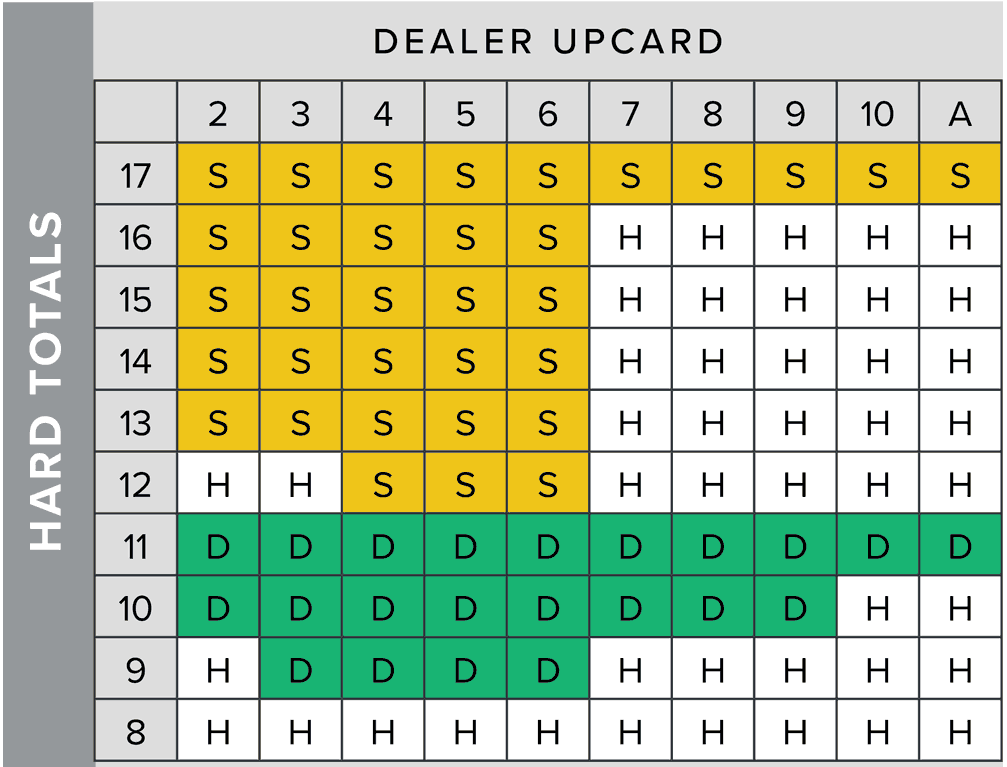 HARD TOTALS
DEALER UPCARD
2 3 4 5 6 7 8 9 10 A
17 S S S S S S S S S S
16 S S S S S H H H H H
15 S S S S S H H H H H
14 S S S S S H H H H H
13 S S S S S H H H H H
12 H H S S S H H H H H
11 D D D D D D D D D D
10 D D D D D D D D H H
9 H D D D D H H H H H
8 H H H H H H H H H H